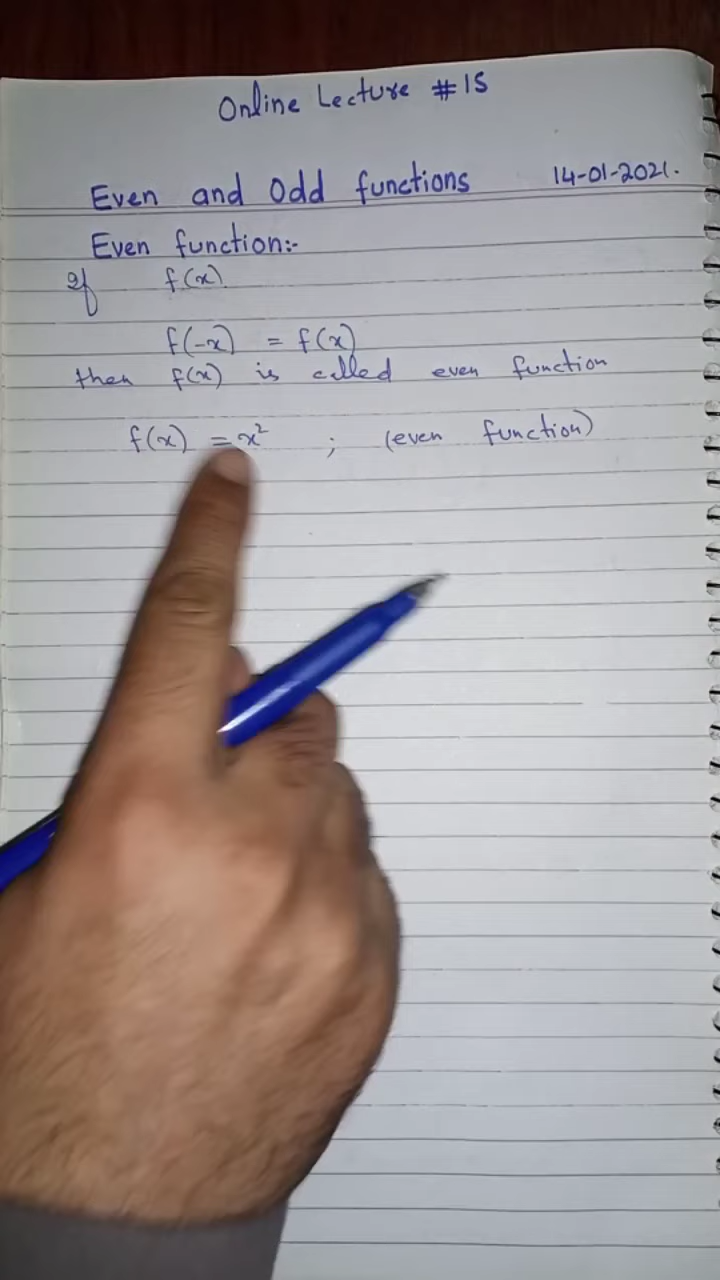 Online Lecture #15
Even and Odd functions 14-01-2021.
Even function:-
If f(x)
f(-x) = f(x)
then f(x) is called even function
f(x) = x² ; (even function)